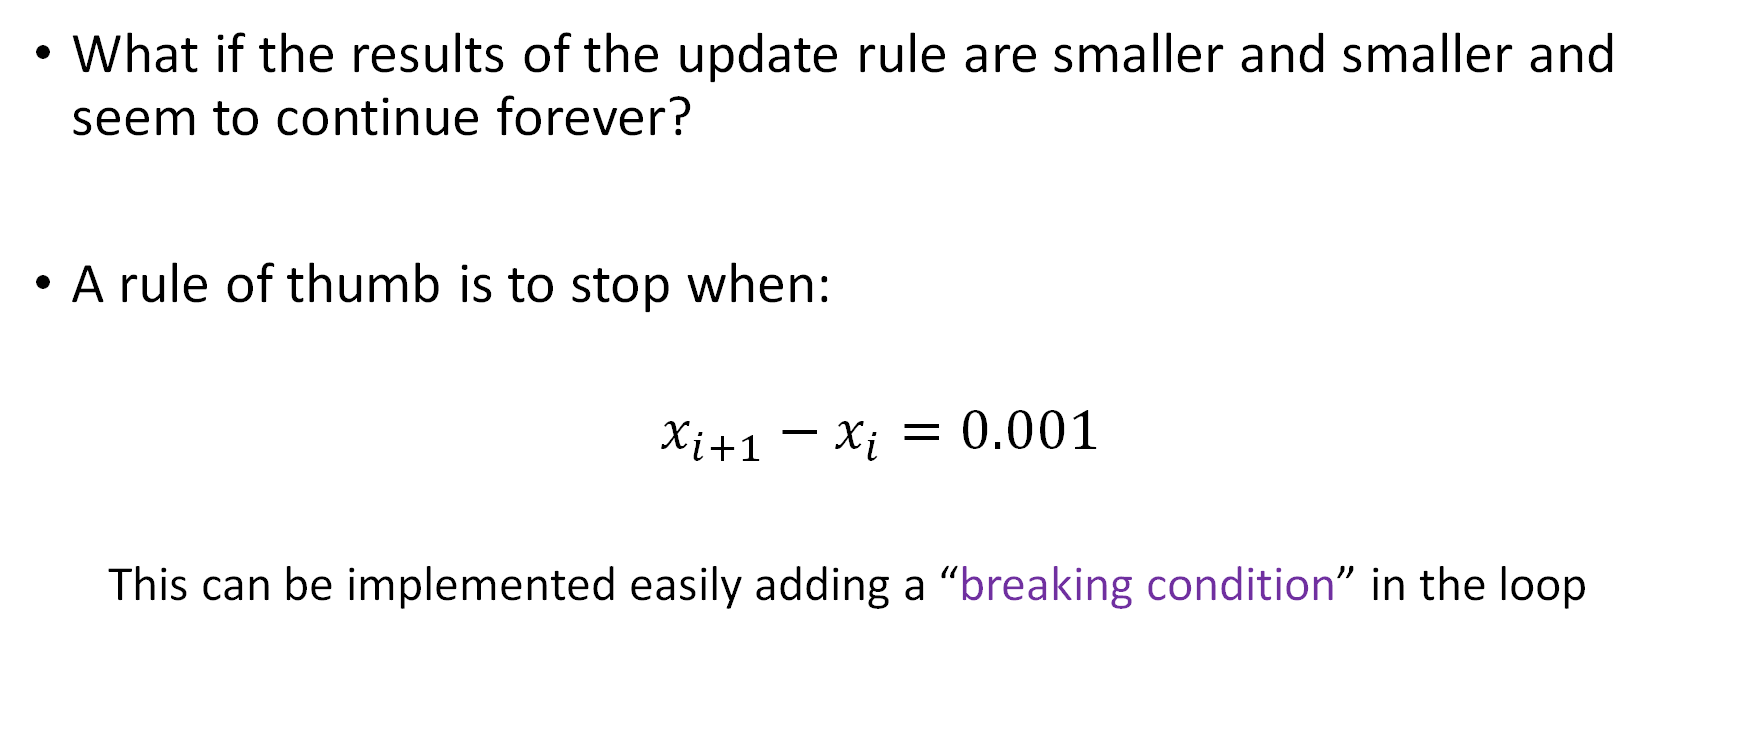 • What if the results of the update rule are smaller and smaller and
seem to continue forever?
• A rule of thumb is to stop when:
xᵢ₊₁ − xᵢ = 0.001
This can be implemented easily adding a “breaking condition” in the loop